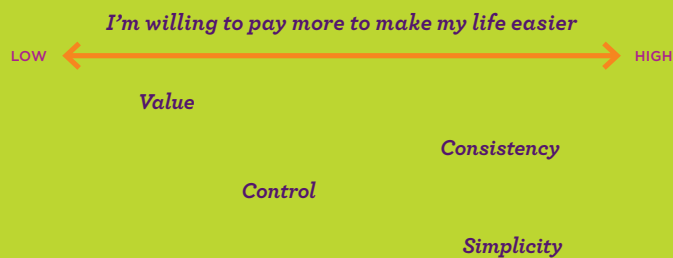 I'm willing to pay more to make my life easier
LOW HIGH
Value
Consistency
Control
Simplicity